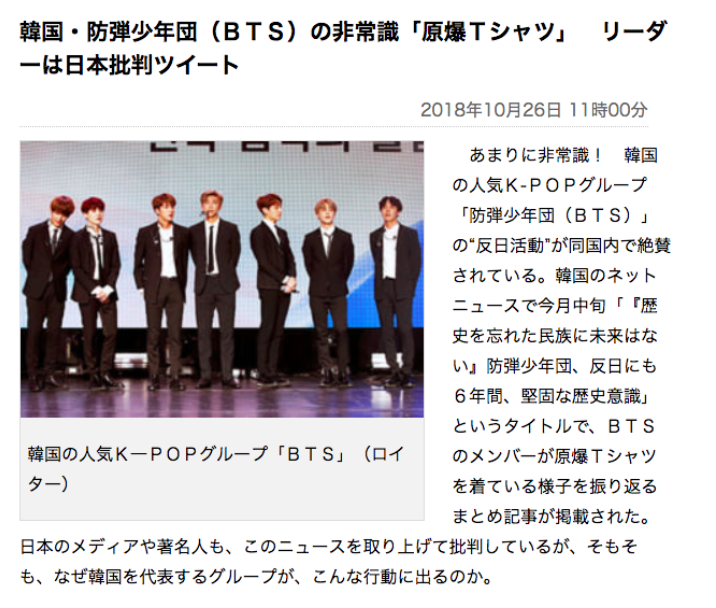 韓国・防弾少年団（ＢＴＳ）の非常識「原爆Ｔシャツ」　リーダ
ーは日本批判ツイート
2018年10月26日 11時00分
あまりに非常識！　韓国
の人気Ｋ-ＰＯＰグループ
「防弾少年団（ＢＴＳ）」
の“反日活動”が同国内で絶賛
されている。韓国のネット
ニュースで今月中旬「『歴
史を忘れた民族に未来はな
い』防弾少年団、反日にも
６年間、堅固な歴史意識」
というタイトルで、ＢＴＳ
のメンバーが原爆Ｔシャツ
を着ている様子を振り返る
まとめ記事が掲載された。
韓国の人気Ｋ―ＰＯＰグループ「ＢＴＳ」（ロイ
ター）
日本のメディアや著名人も、このニュースを取り上げて批判しているが、そもそ
も、なぜ韓国を代表するグループが、こんな行動に出るのか。